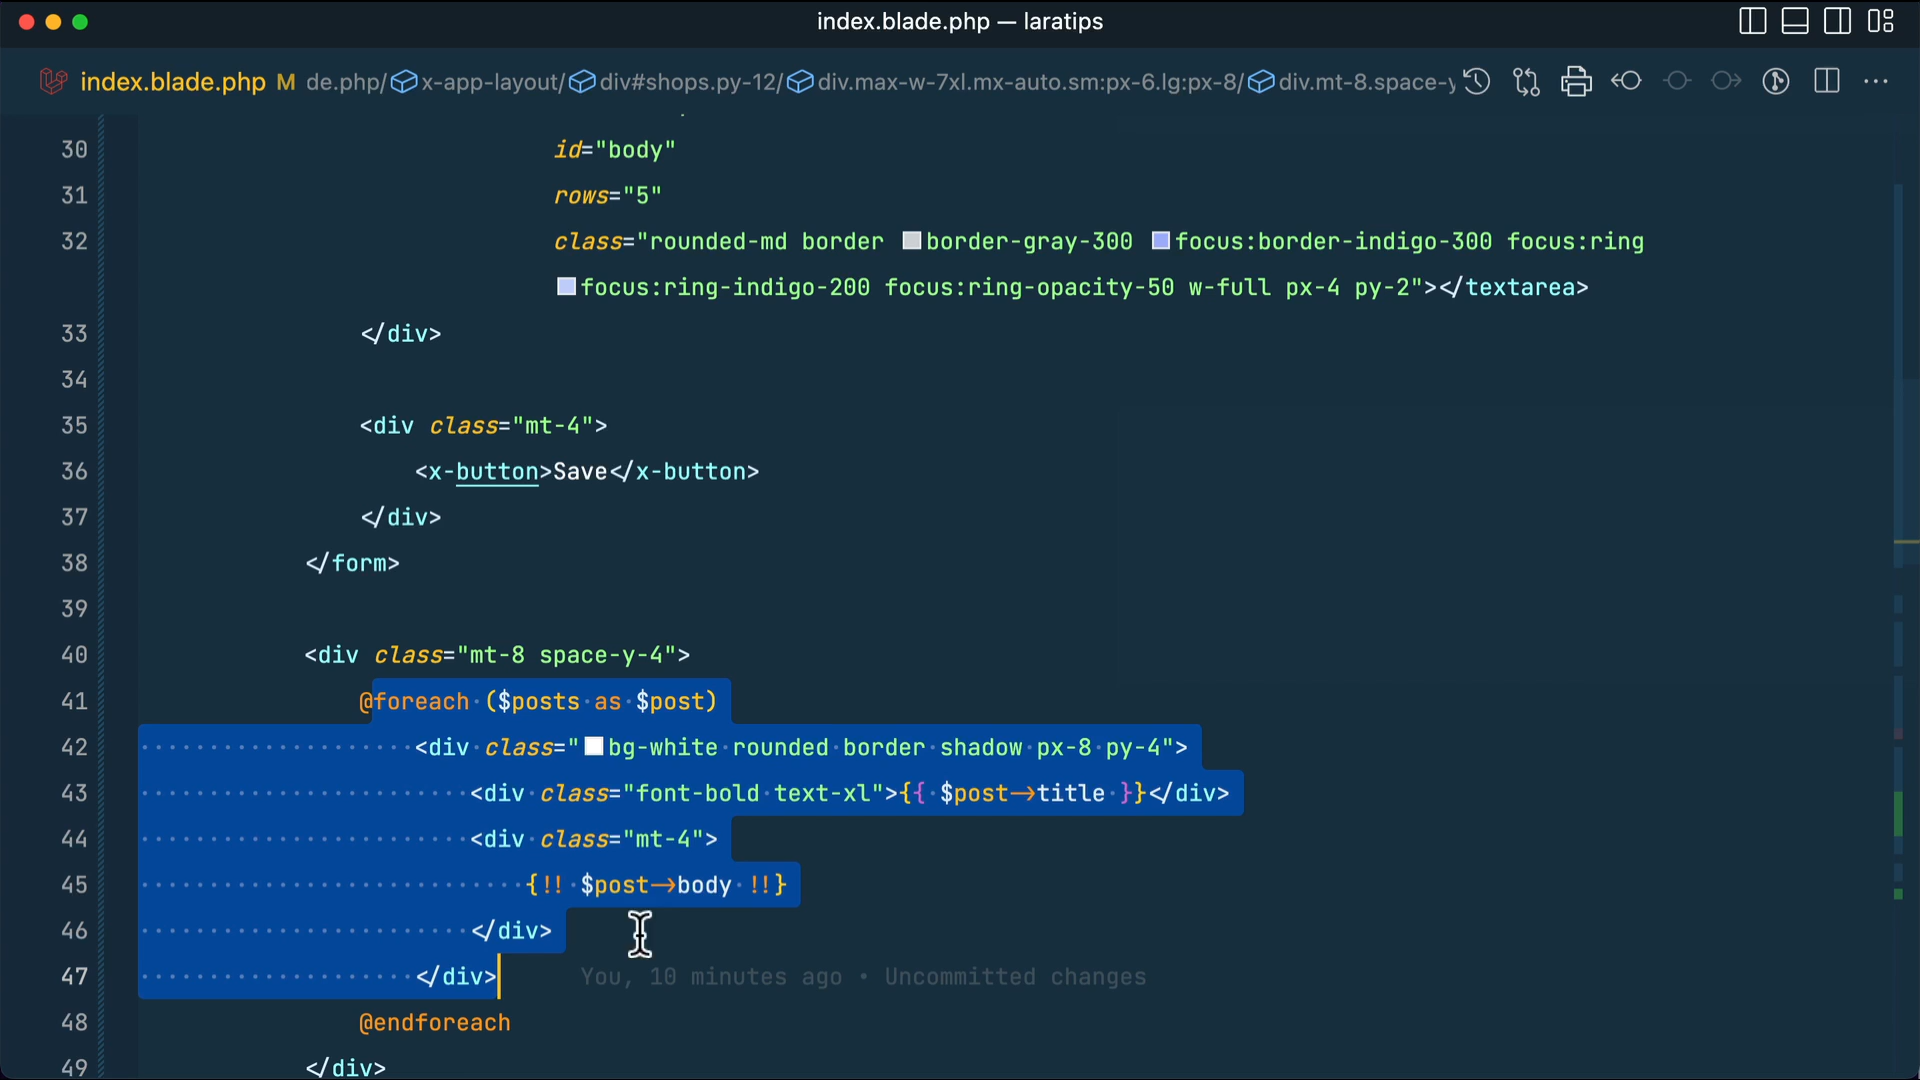 index.blade.php — laratips
index.blade.php M de.php/ x-app-layout/ div#shops.py-12/ div.max-w-7xl.mx-auto.sm:px-6.lg:px-8/ div.mt-8.space-y
30 id="body"
31 rows="5"
32 class="rounded-md border border-gray-300 focus:border-indigo-300 focus:ring
focus:ring-indigo-200 focus:ring-opacity-50 w-full px-4 py-2"></textarea>
33 </div>
34
35 <div class="mt-4">
36 <x-button>Save</x-button>
37 </div>
38 </form>
39
40 <div class="mt-8 space-y-4">
41 @foreach ($posts as $post)
42 <div class="bg-white rounded border shadow px-8 py-4">
43 <div class="font-bold text-xl">{{ $post->title }}</div>
44 <div class="mt-4">
45 {!! $post->body !!}
46 </div>
47 </div> You, 10 minutes ago • Uncommitted changes
48 @endforeach
49 </div>